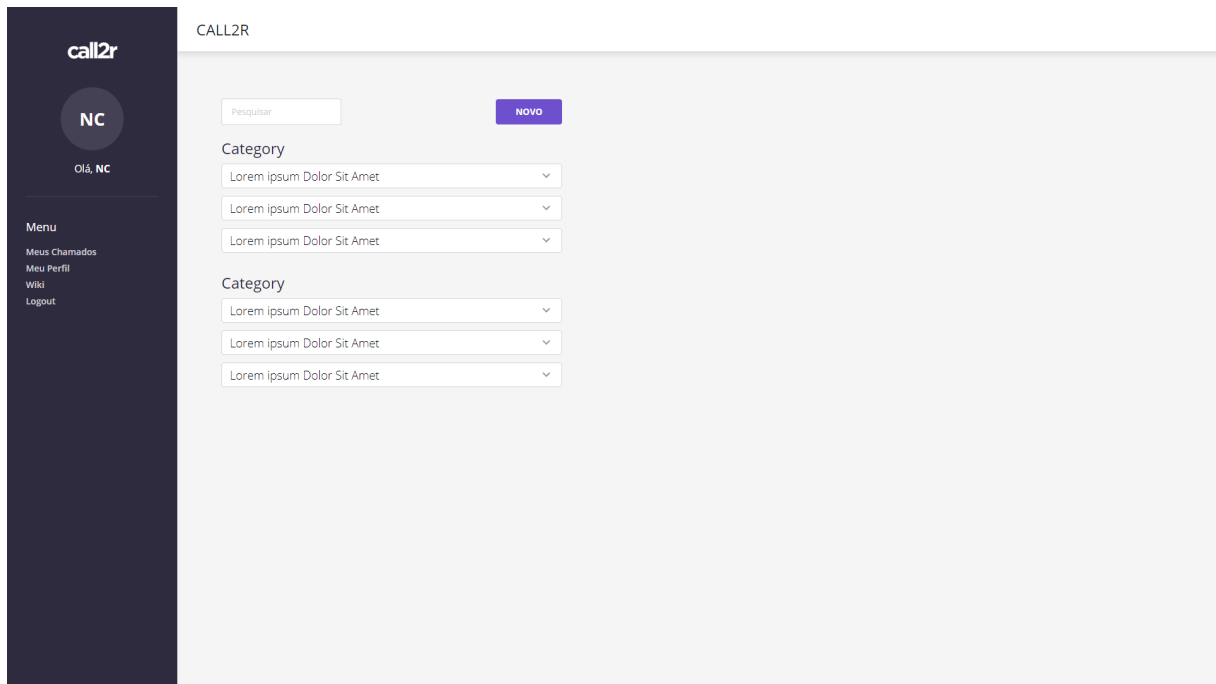 call2r
NC
Olá, NC
Menu
Meus Chamados
Meu Perfil
Wiki
Logout
CALL2R
Pesquisar
NOVO
Category
Lorem ipsum Dolor Sit Amet
Lorem ipsum Dolor Sit Amet
Lorem ipsum Dolor Sit Amet
Category
Lorem ipsum Dolor Sit Amet
Lorem ipsum Dolor Sit Amet
Lorem ipsum Dolor Sit Amet